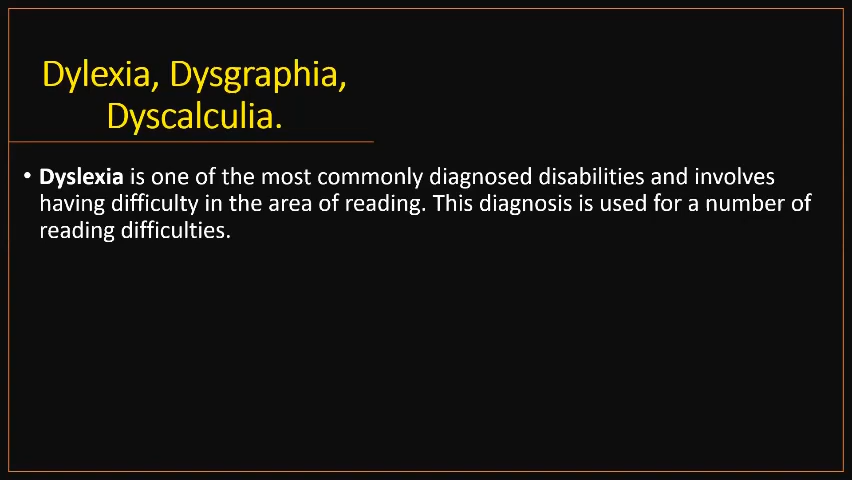 Dylexia, Dysgraphia,
Dyscalculia.
• Dyslexia is one of the most commonly diagnosed disabilities and involves
having difficulty in the area of reading. This diagnosis is used for a number of
reading difficulties.